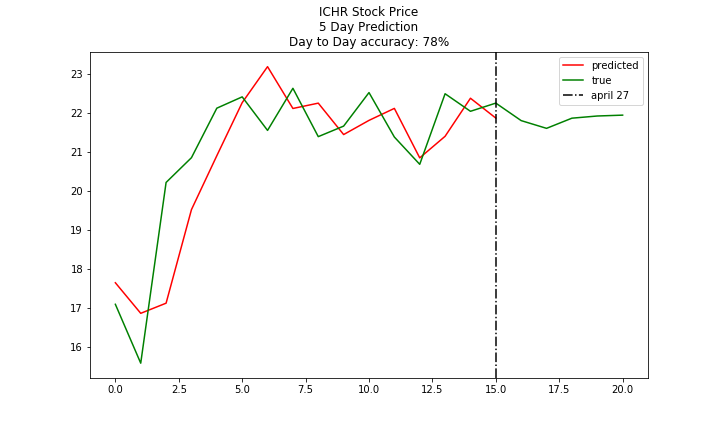 ICHR Stock Price
5 Day Prediction
Day to Day accuracy: 78%
predicted
true
april 27
23
22
21
20
19
18
17
16
0.0 2.5 5.0 7.5 10.0 12.5 15.0 17.5 20.0